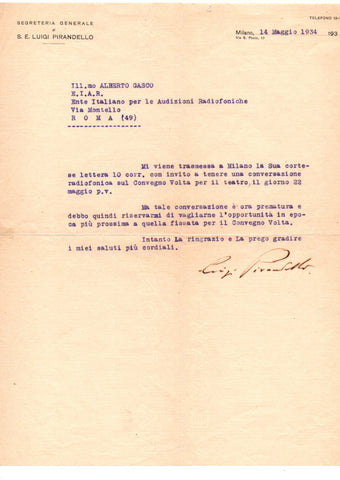 SEGRETERIA GENERALE
S. E. LUIGI PIRANDELLO
TELEFONO
Milano, 14 Maggio 1934 193
Ill.mo ALBERTO GASCO
E.I.A.R.
Ente Italiano per le Audizioni Radiofoniche
Via Montello
R O M A (49)
Mi viene trasmessa a Milano la Sua corte-
se lettera 10 corr. con invito a tenere una conversazione
radiofonica sul Convegno Volta per il teatro, il giorno 22
maggio p.v.
Ma tale conversazione è ora prematura e
debbo quindi riservarmi di vagliarne l'opportunità in epoca
più prossima a quella fissata per il Convegno Volta.
Intanto La ringrazio e La prego gradire
i miei saluti più cordiali.
Luigi Pirandello.